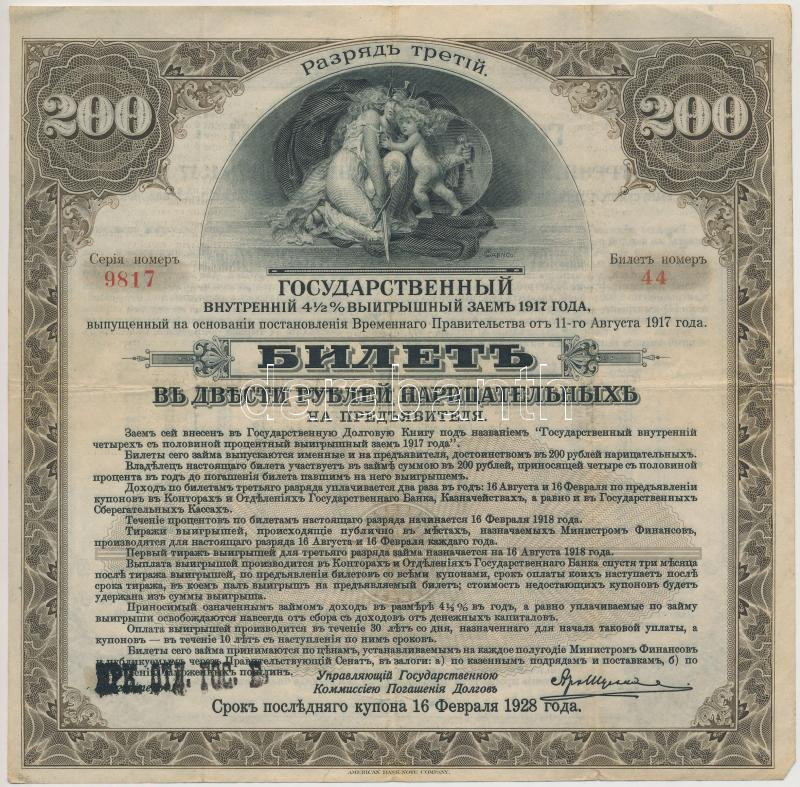 Разрядъ третій.
200
200
Серія номеръ
9817
Билетъ номеръ
44
ГОСУДАРСТВЕННЫЙ
ВНУТРЕННІЙ 4½% ВЫИГРЫШНЫЙ ЗАЕМЪ 1917 ГОДА,
выпущенный на основаніи постановленія Временнаго Правительства отъ 11-го Августа 1917 года.
БИЛЕТЪ
ВЪ ДВѢСТИ РУБЛЕЙ НАРИЦАТЕЛЬНЫХЪ
НА ПРЕДЪЯВИТЕЛЯ.
Заемъ сей внесенъ въ Государственную Долговую Книгу подъ названіемъ "Государственный внутренній
четырехъ съ половиной процентный выигрышный заемъ 1917 года".
Билеты сего займа выпускаются именные и на предъявителя, достоинствомъ въ 200 рублей нарицательныхъ.
Владѣлецъ настоящаго билета участвуетъ въ займѣ суммою въ 200 рублей, приносящей четыре съ половиной
процента въ годъ до погашенія билета павшимъ на него выигрышемъ.
Доходъ по билетамъ третьяго разряда уплачивается два раза въ годъ: 16 Августа и 16 Февраля по предъявленіи
купоновъ въ Конторахъ и Отдѣленіяхъ Государственнаго Банка, Казначействахъ, а равно и въ Государственныхъ
Сберегательныхъ Кассахъ.
Теченіе процентовъ по билетамъ настоящаго разряда начинается 16 Февраля 1918 года.
Тиражи выигрышей, происходящіе публично въ мѣстахъ, назначаемыхъ Министромъ Финансовъ,
производятся для настоящаго разряда 16 Августа и 16 Февраля каждаго года.
Первый тиражъ выигрышей для третьяго разряда займа назначается на 16 Августа 1918 года.
Выплата выигрышей производится въ Конторахъ и Отдѣленіяхъ Государственнаго Банка спустя три мѣсяца
послѣ тиража выигрышей, по предъявленіи билетовъ со всѣми купонами, срокъ оплаты коихъ наступаетъ послѣ
срока тиража, въ коемъ палъ выигрышъ на предъявляемый билетъ; стоимость недостающихъ купоновъ будетъ
удержана изъ суммы выигрыша.
Приносимый означеннымъ займомъ доходъ въ размѣрѣ 4½% въ годъ, а равно уплачиваемые по займу
выигрыши освобождаются навсегда отъ сбора съ доходовъ отъ денежныхъ капиталовъ.
Оплата выигрышей производится въ теченіе 30 лѣтъ со дня, назначеннаго для начала таковой уплаты, а
купоновъ — въ теченіе 10 лѣтъ съ наступленія по нимъ сроковъ.
Билеты сего займа принимаются по цѣнамъ, устанавливаемымъ на каждое полугодіе Министромъ Финансовъ
и публикуемымъ черезъ Правительствующій Сенатъ, въ залоги: а) по казеннымъ подрядамъ и поставкамъ, б) по
пошлинъ.
ИРК. ОТД. ГОС. Б.
Управляющій Государственною
Коммиссіею Погашенія Долговъ
Срокъ послѣдняго купона 16 Февраля 1928 года.
AMERICAN BANK NOTE COMPANY.
darabanth